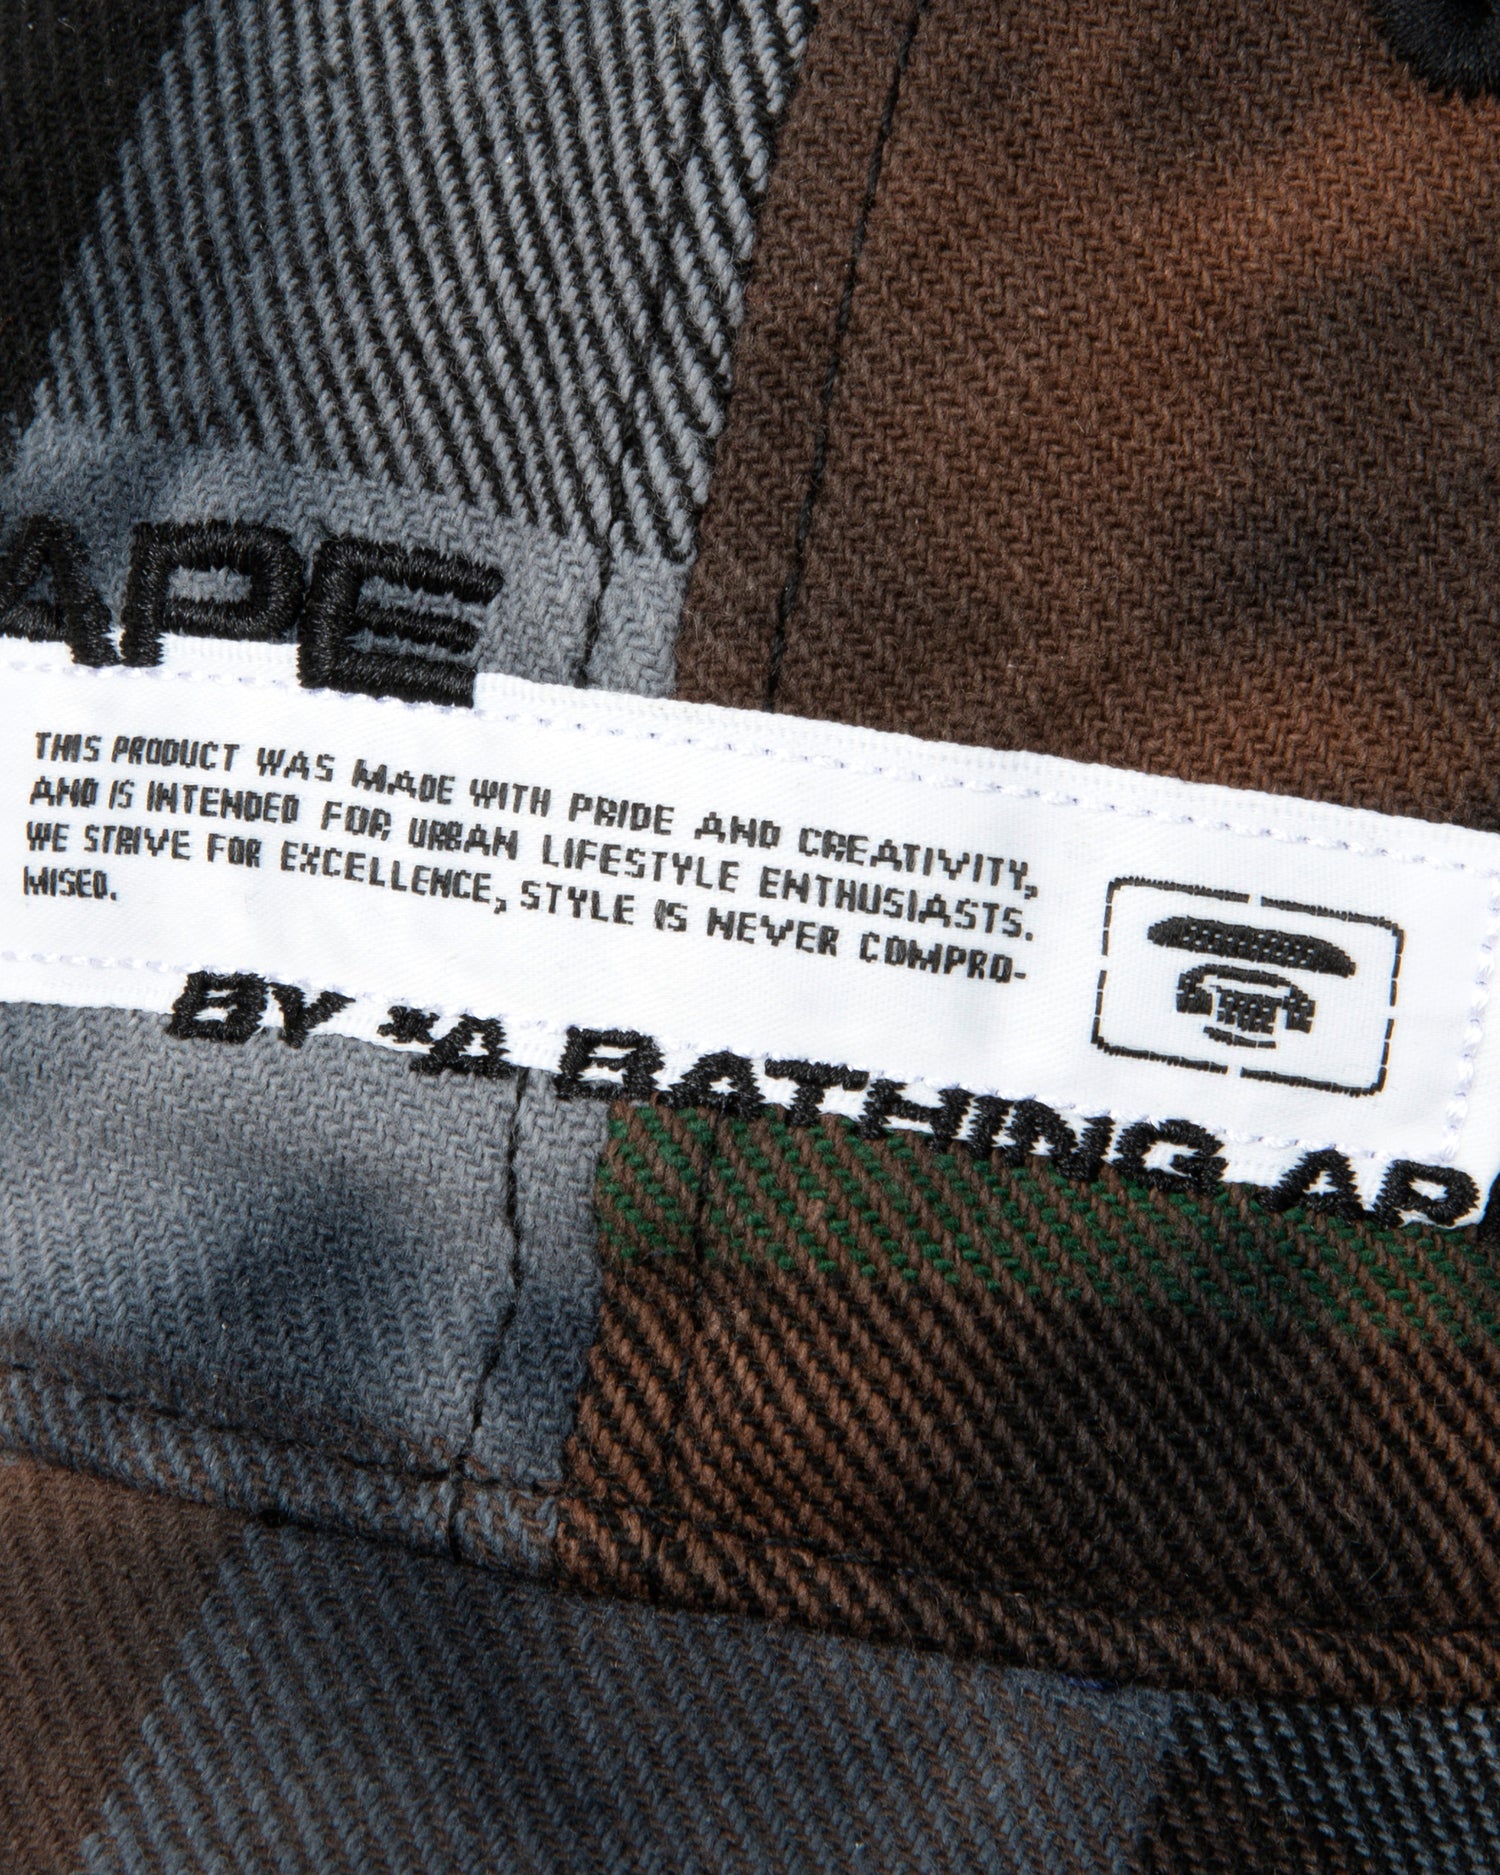 APE
THIS PRODUCT WAS MADE WITH PRIDE AND CREATIVITY,
AND IS INTENDED FOR URBAN LIFESTYLE ENTHUSIASTS.
WE STRIVE FOR EXCELLENCE, STYLE IS NEVER COMPRO-
MISED.
BY *A BATHING AP